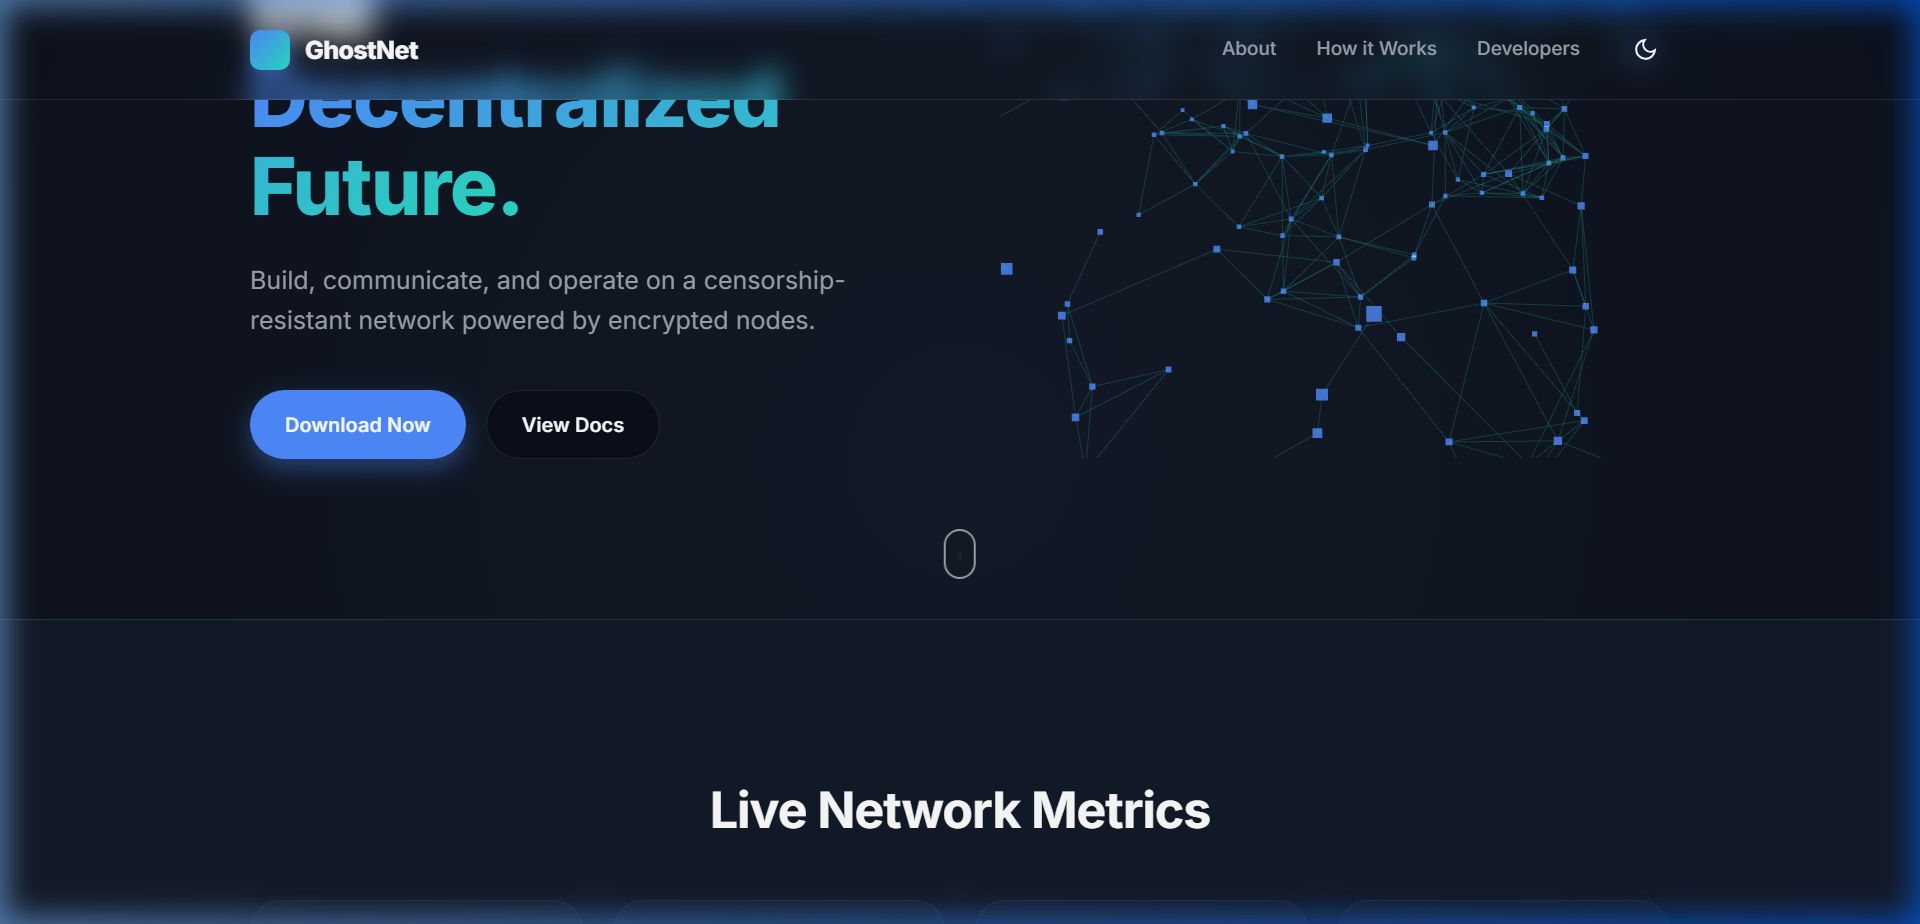 GhostNet
About
How it Works
Developers
Decentralized
Future.
Build, communicate, and operate on a censorship-
resistant network powered by encrypted nodes.
Download Now
View Docs
Live Network Metrics